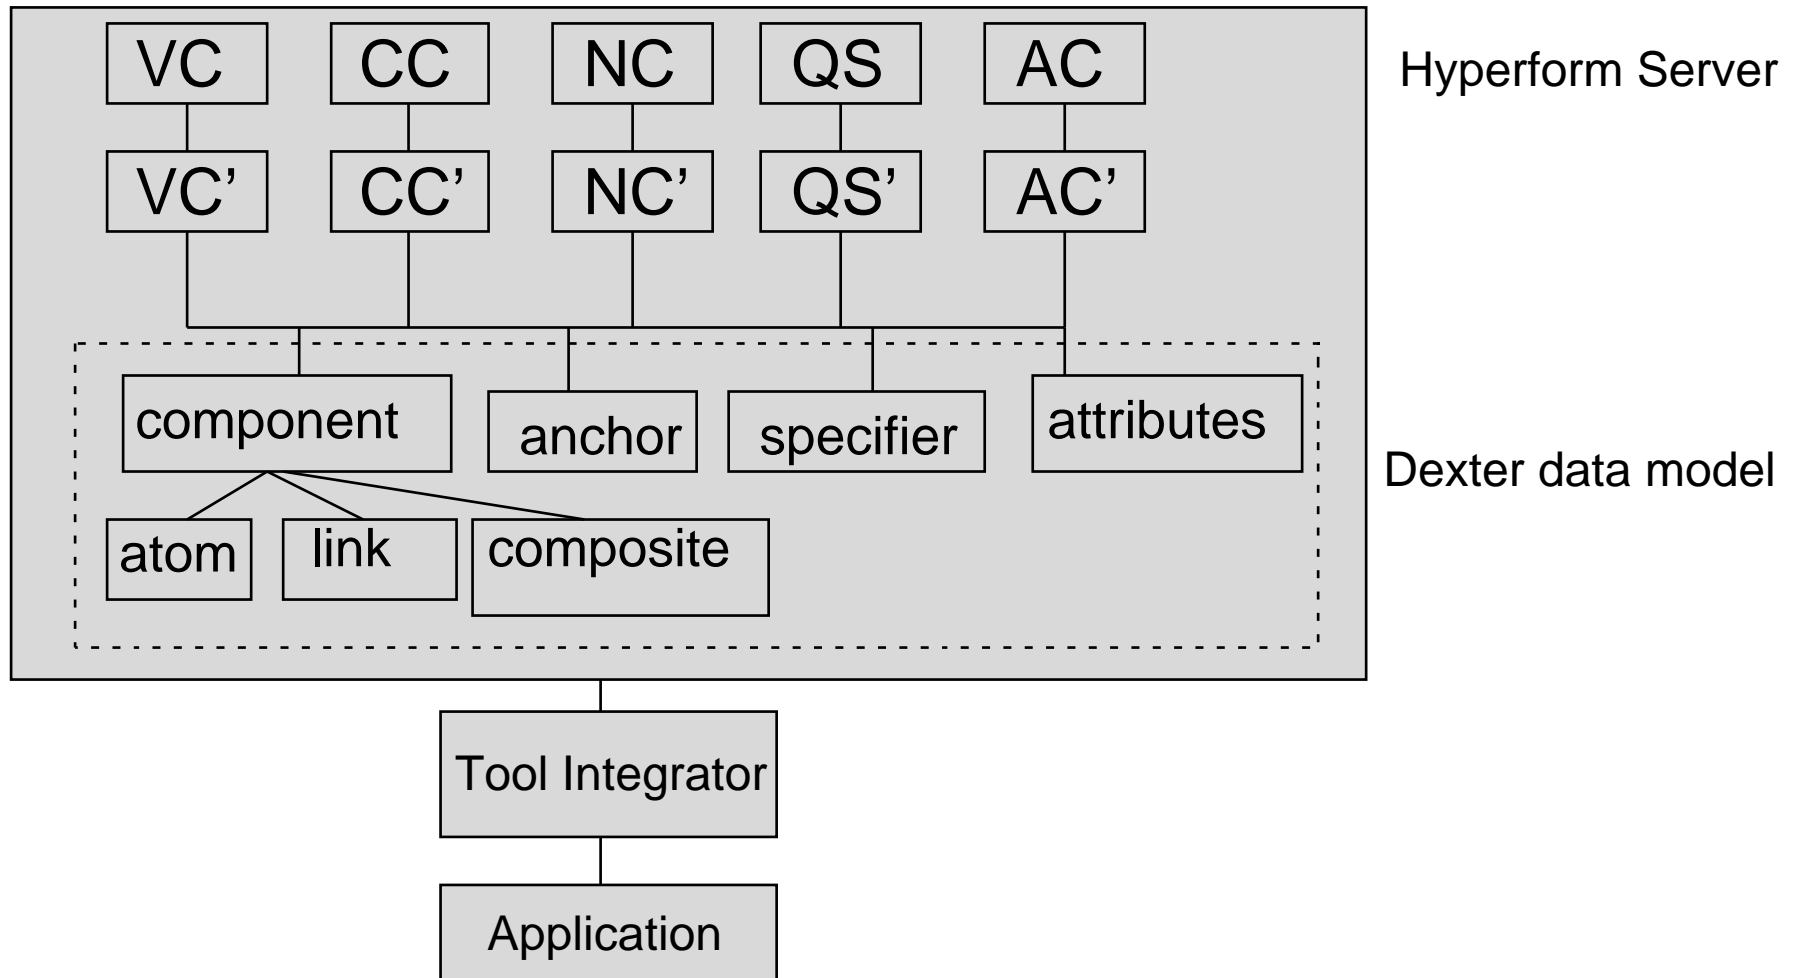 VC CC NC QS AC
Hyperform Server
VC’ CC’ NC’ QS’ AC’
component anchor specifier attributes
Dexter data model
atom link composite
Tool Integrator
Application